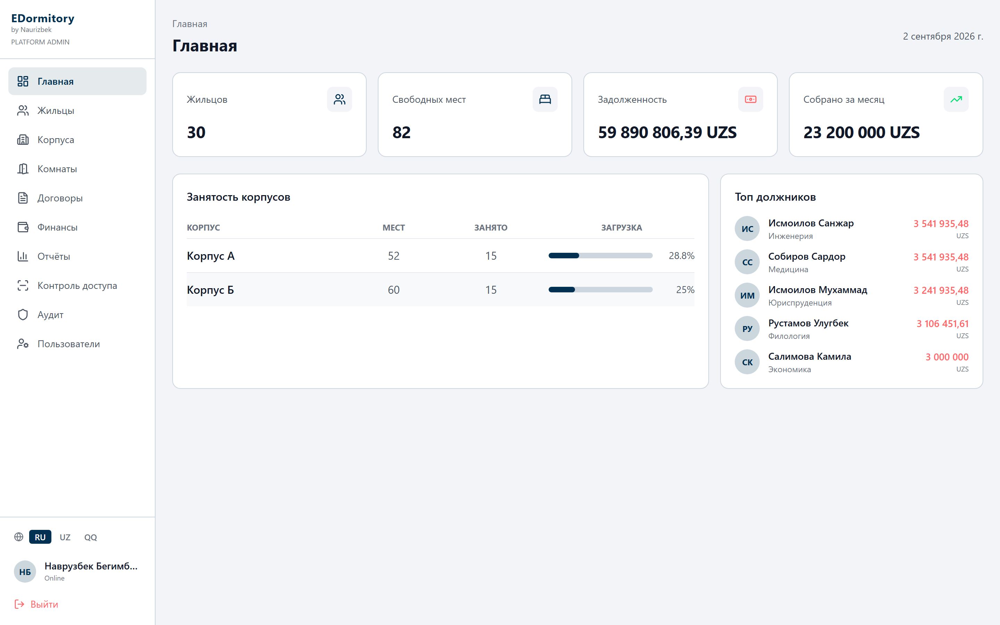 EDormitory
by Naurizbek
PLATFORM ADMIN
Главная
Жильцы
Корпуса
Комнаты
Договоры
Финансы
Отчёты
Контроль доступа
Аудит
Пользователи
RU UZ QQ
НБ
Наврузбек Бегимб...
Online
Выйти
Главная
Главная
2 сентября 2026 г.
Жильцов
30
Свободных мест
82
Задолженность
59 890 806,39 UZS
Собрано за месяц
23 200 000 UZS
Занятость корпусов
КОРПУС МЕСТ ЗАНЯТО ЗАГРУЗКА
Корпус А 52 15 28.8%
Корпус Б 60 15 25%
Топ должников
ИС Исмоилов Санжар 3 541 935,48
Инженерия UZS
СС Собиров Сардор 3 541 935,48
Медицина UZS
ИМ Исмоилов Мухаммад 3 241 935,48
Юриспруденция UZS
РУ Рустамов Улугбек 3 106 451,61
Филология UZS
СК Салимова Камила 3 000 000
Экономика UZS